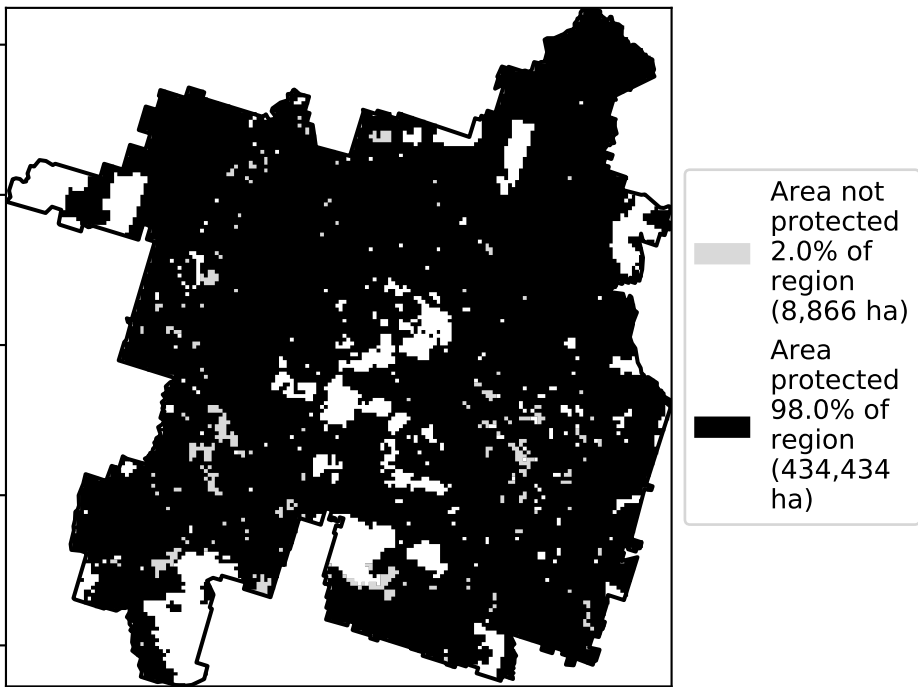 Area not
protected
2.0% of
region
(8,866 ha)
Area
protected
98.0% of
region
(434,434
ha)